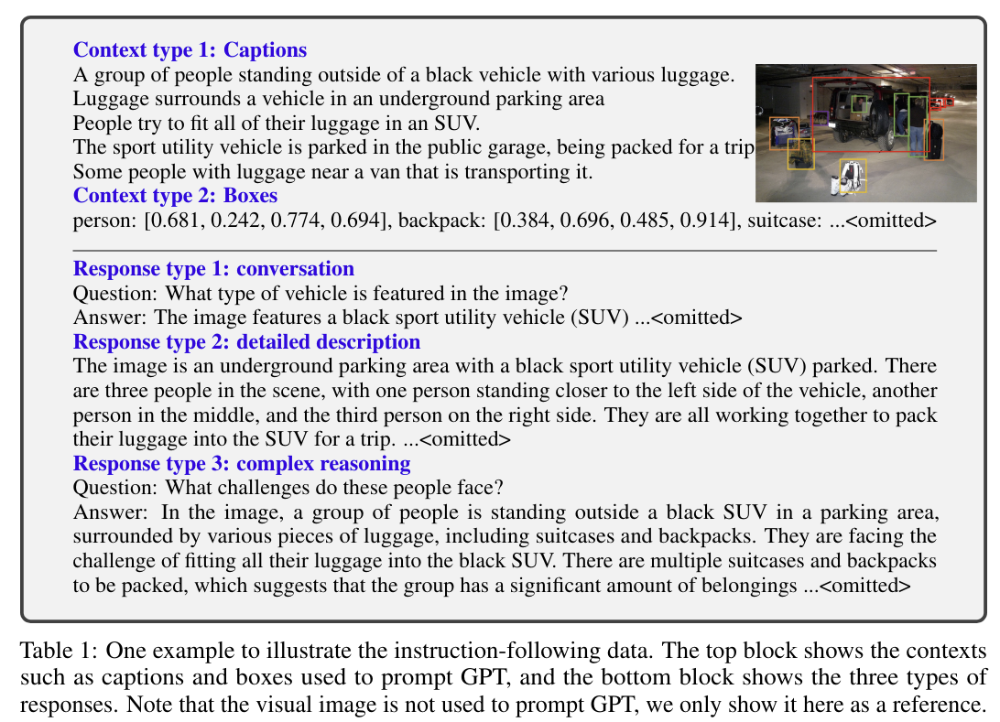 Context type 1: Captions
A group of people standing outside of a black vehicle with various luggage.
Luggage surrounds a vehicle in an underground parking area
People try to fit all of their luggage in an SUV.
The sport utility vehicle is parked in the public garage, being packed for a trip
Some people with luggage near a van that is transporting it.
Context type 2: Boxes
person: [0.681, 0.242, 0.774, 0.694], backpack: [0.384, 0.696, 0.485, 0.914], suitcase: ...<omitted>
Response type 1: conversation
Question: What type of vehicle is featured in the image?
Answer: The image features a black sport utility vehicle (SUV) ...<omitted>
Response type 2: detailed description
The image is an underground parking area with a black sport utility vehicle (SUV) parked. There
are three people in the scene, with one person standing closer to the left side of the vehicle, another
person in the middle, and the third person on the right side. They are all working together to pack
their luggage into the SUV for a trip. ...<omitted>
Response type 3: complex reasoning
Question: What challenges do these people face?
Answer: In the image, a group of people is standing outside a black SUV in a parking area,
surrounded by various pieces of luggage, including suitcases and backpacks. They are facing the
challenge of fitting all their luggage into the black SUV. There are multiple suitcases and backpacks
to be packed, which suggests that the group has a significant amount of belongings ...<omitted>
Table 1: One example to illustrate the instruction-following data. The top block shows the contexts
such as captions and boxes used to prompt GPT, and the bottom block shows the three types of
responses. Note that the visual image is not used to prompt GPT, we only show it here as a reference.